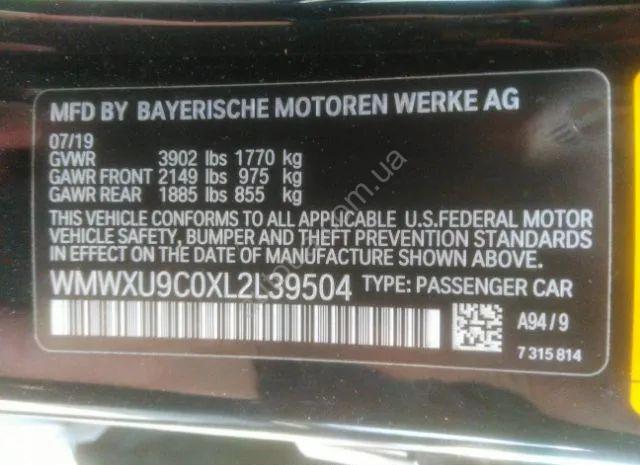 MFD BY BAYERISCHE MOTOREN WERKE AG
07/19
GVWR 3902 lbs 1770 kg
GAWR FRONT 2149 lbs 975 kg
GAWR REAR 1885 lbs 855 kg
THIS VEHICLE CONFORMS TO ALL APPLICABLE U.S.FEDERAL MOTOR
VEHICLE SAFETY, BUMPER AND THEFT PREVENTION STANDARDS IN
EFFECT ON THE DATE OF MANUFACTURE SHOWN ABOVE.
WMWXU9C0XL2L39504 TYPE: PASSENGER CAR
A94/9
7 315 814